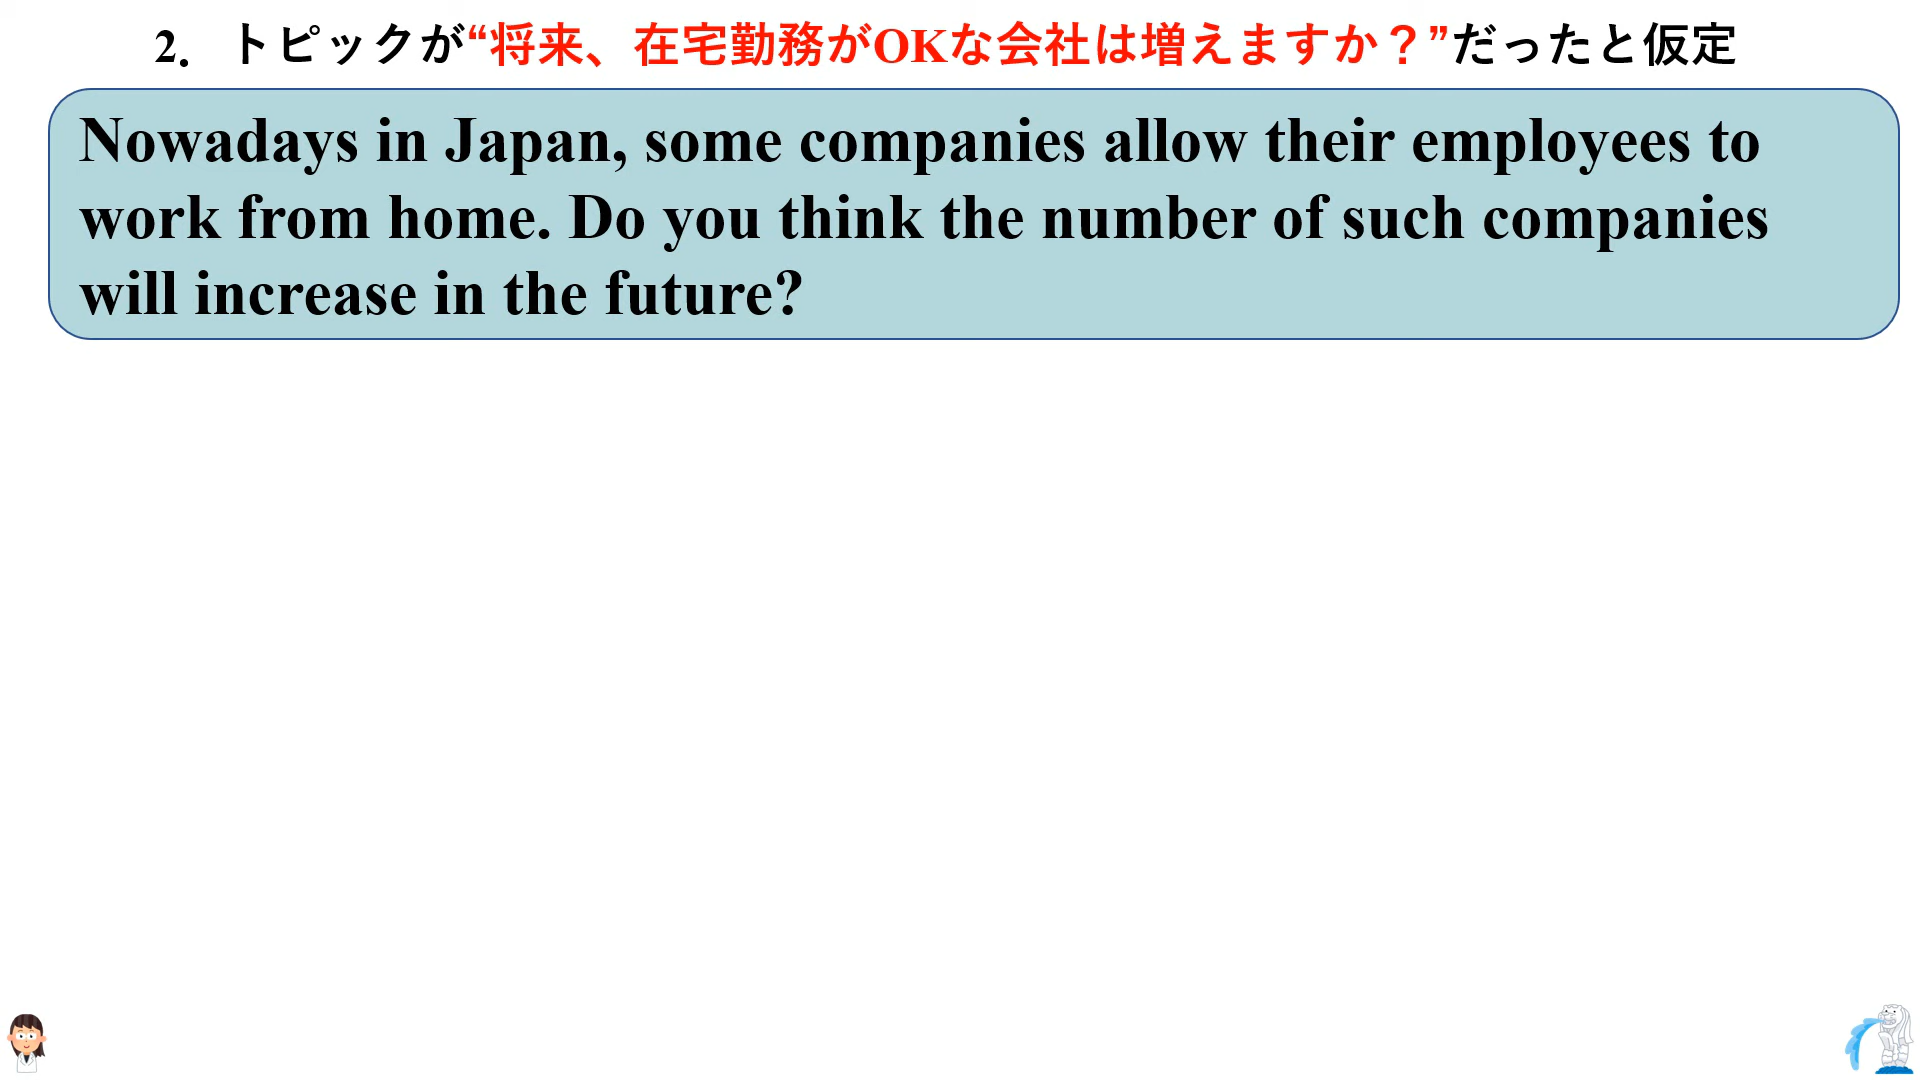 2. トピックが“将来、在宅勤務がOKな会社は増えますか？”だったと仮定
Nowadays in Japan, some companies allow their employees to
work from home. Do you think the number of such companies
will increase in the future?